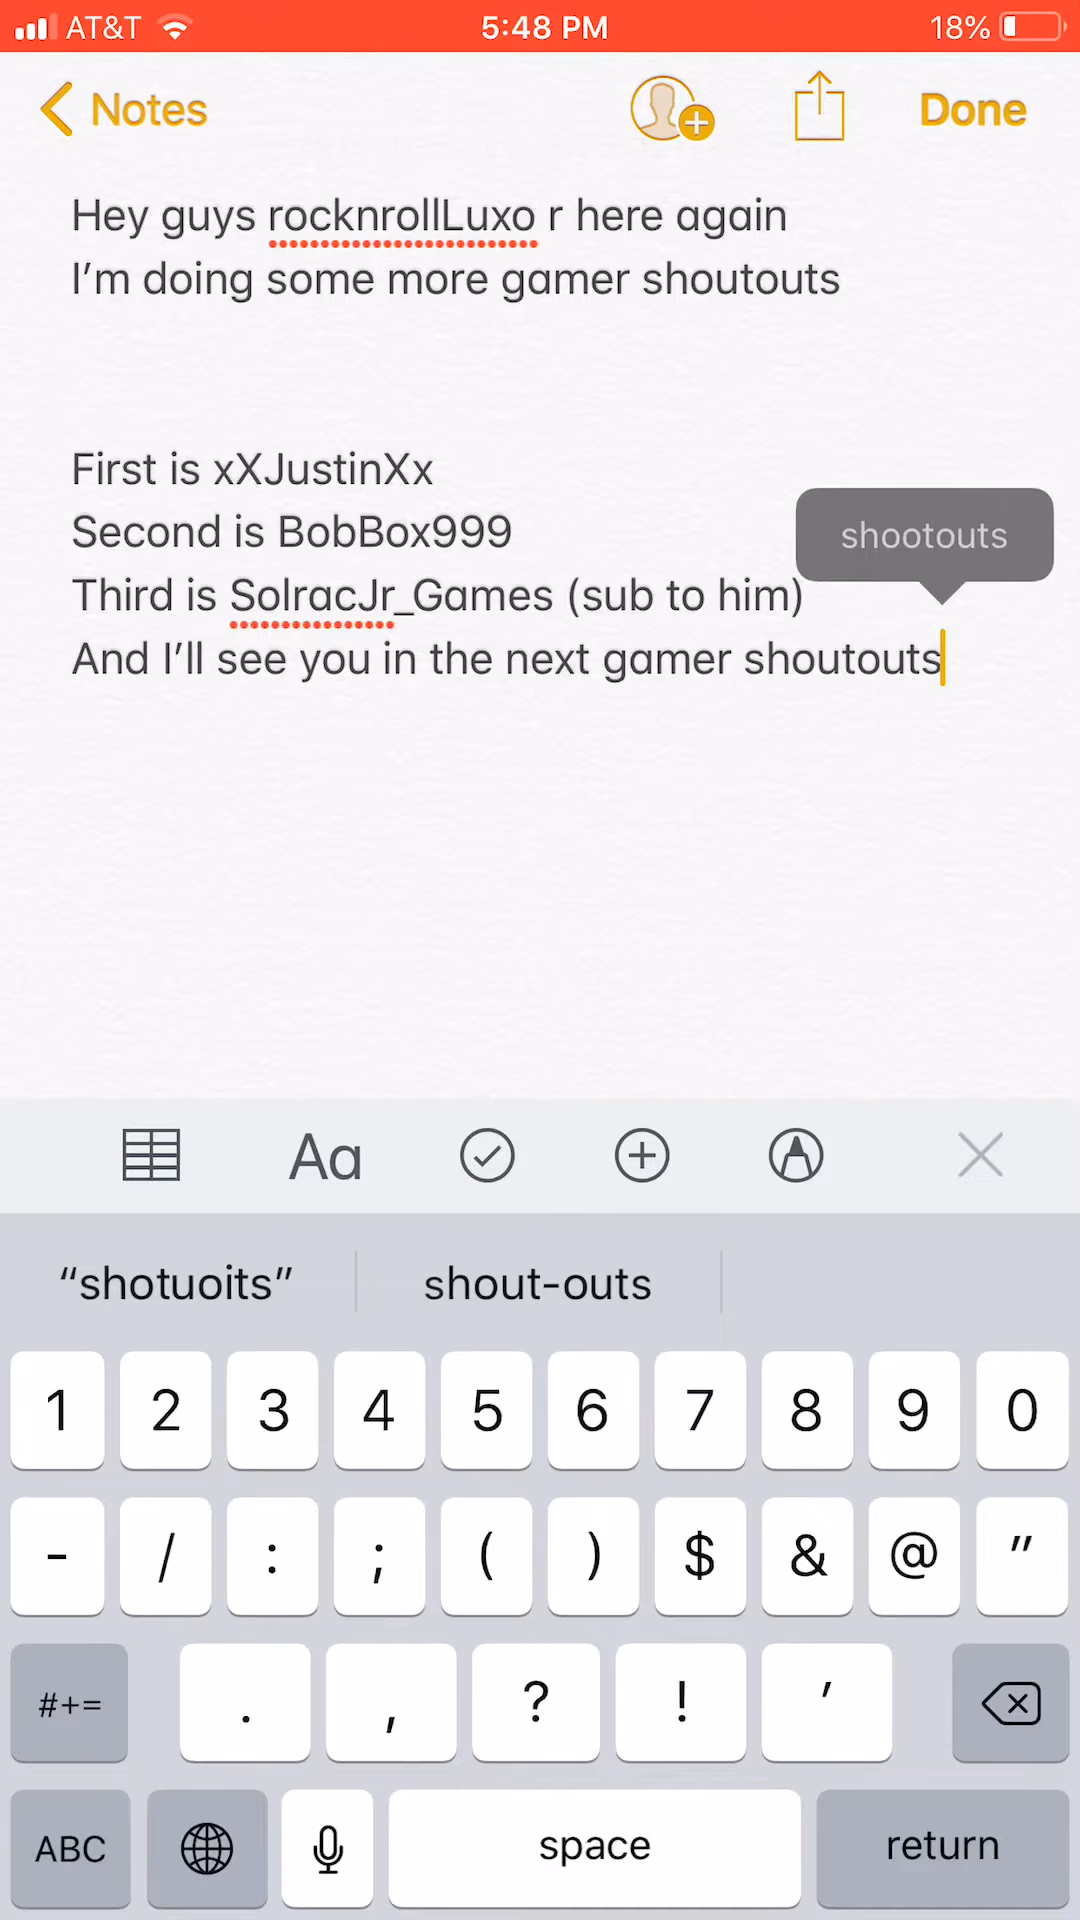 AT&T 5:48 PM 18%
Notes Done
Hey guys rocknrollLuxo r here again
I’m doing some more gamer shoutouts
First is xXJustinXx
Second is BobBox999
shootouts
Third is SolracJr_Games (sub to him)
And I’ll see you in the next gamer shoutouts
Aa
“shotuoits” shout-outs
1 2 3 4 5 6 7 8 9 0
- / : ; ( ) $ & @ "
#+= . , ? ! '
ABC space return